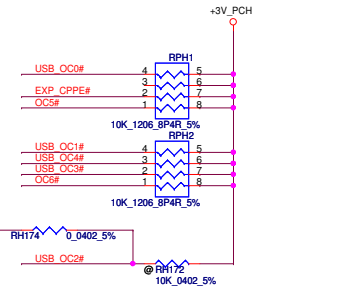 +3V_PCH
RPH1
USB_OC0# 4 5
3 6
EXP_CPPE# 2 7
OC5# 1 8
10K_1206_8P4R_5%
RPH2
USB_OC1# 4 5
USB_OC4# 3 6
USB_OC3# 2 7
OC6# 1 8
10K_1206_8P4R_5%
RH174 0_0402_5%
USB_OC2# @ RH172
10K_0402_5%